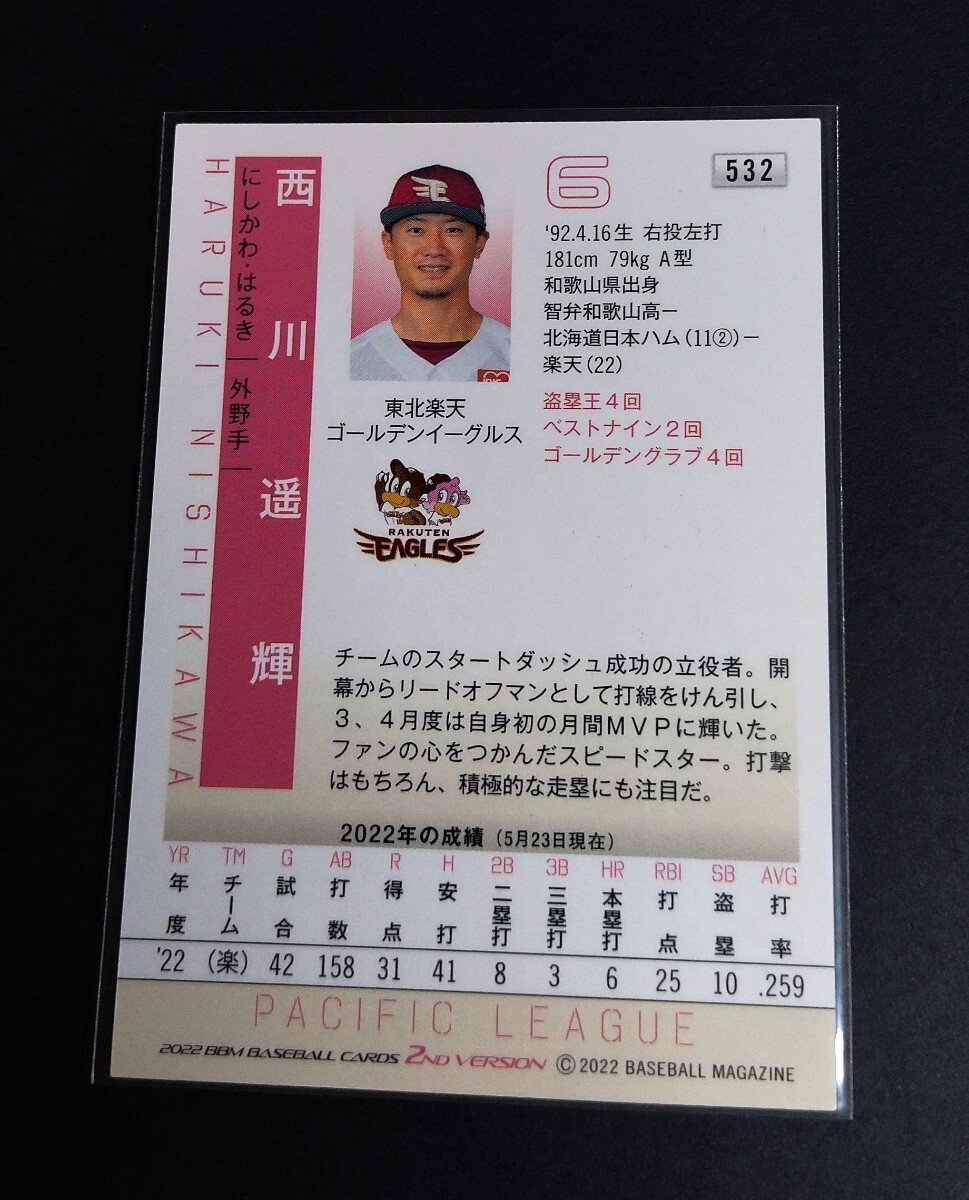 西川遥輝
にしかわ・はるき
外野手
HARUKI NISHIKAWA
東北楽天
ゴールデンイーグルス
RAKUTEN
EAGLES
6
532
'92.4.16生 右投左打
181cm 79kg A型
和歌山県出身
智弁和歌山高ー
北海道日本ハム(11②)ー
楽天(22)
盗塁王4回
ベストナイン2回
ゴールデングラブ4回
チームのスタートダッシュ成功の立役者。開
幕からリードオフマンとして打線をけん引し、
3、4月度は自身初の月間MVPに輝いた。
ファンの心をつかんだスピードスター。打撃
はもちろん、積極的な走塁にも注目だ。
2022年の成績(5月23日現在)
YR TM G AB R H 2B 3B HR RBI SB AVG
年度 チーム 試合 打数 得点 安打 二塁打 三塁打 本塁打 打点 盗塁 打率
'22 (楽) 42 158 31 41 8 3 6 25 10 .259
PACIFIC LEAGUE
2022 BBM BASEBALL CARDS 2ND VERSION ©2022 BASEBALL MAGAZINE